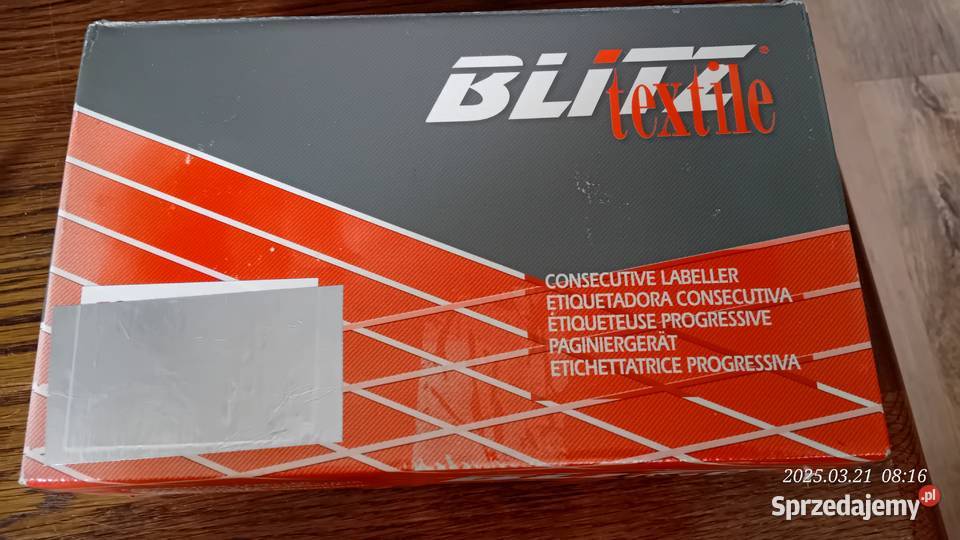 BLITZ®
textile
CONSECUTIVE LABELLER
ETIQUETADORA CONSECUTIVA
ÉTIQUETEUSE PROGRESSIVE
PAGINIERGERÄT
ETICHETTATRICE PROGRESSIVA
2025.03.21 08:16
Sprzedajemy.pl